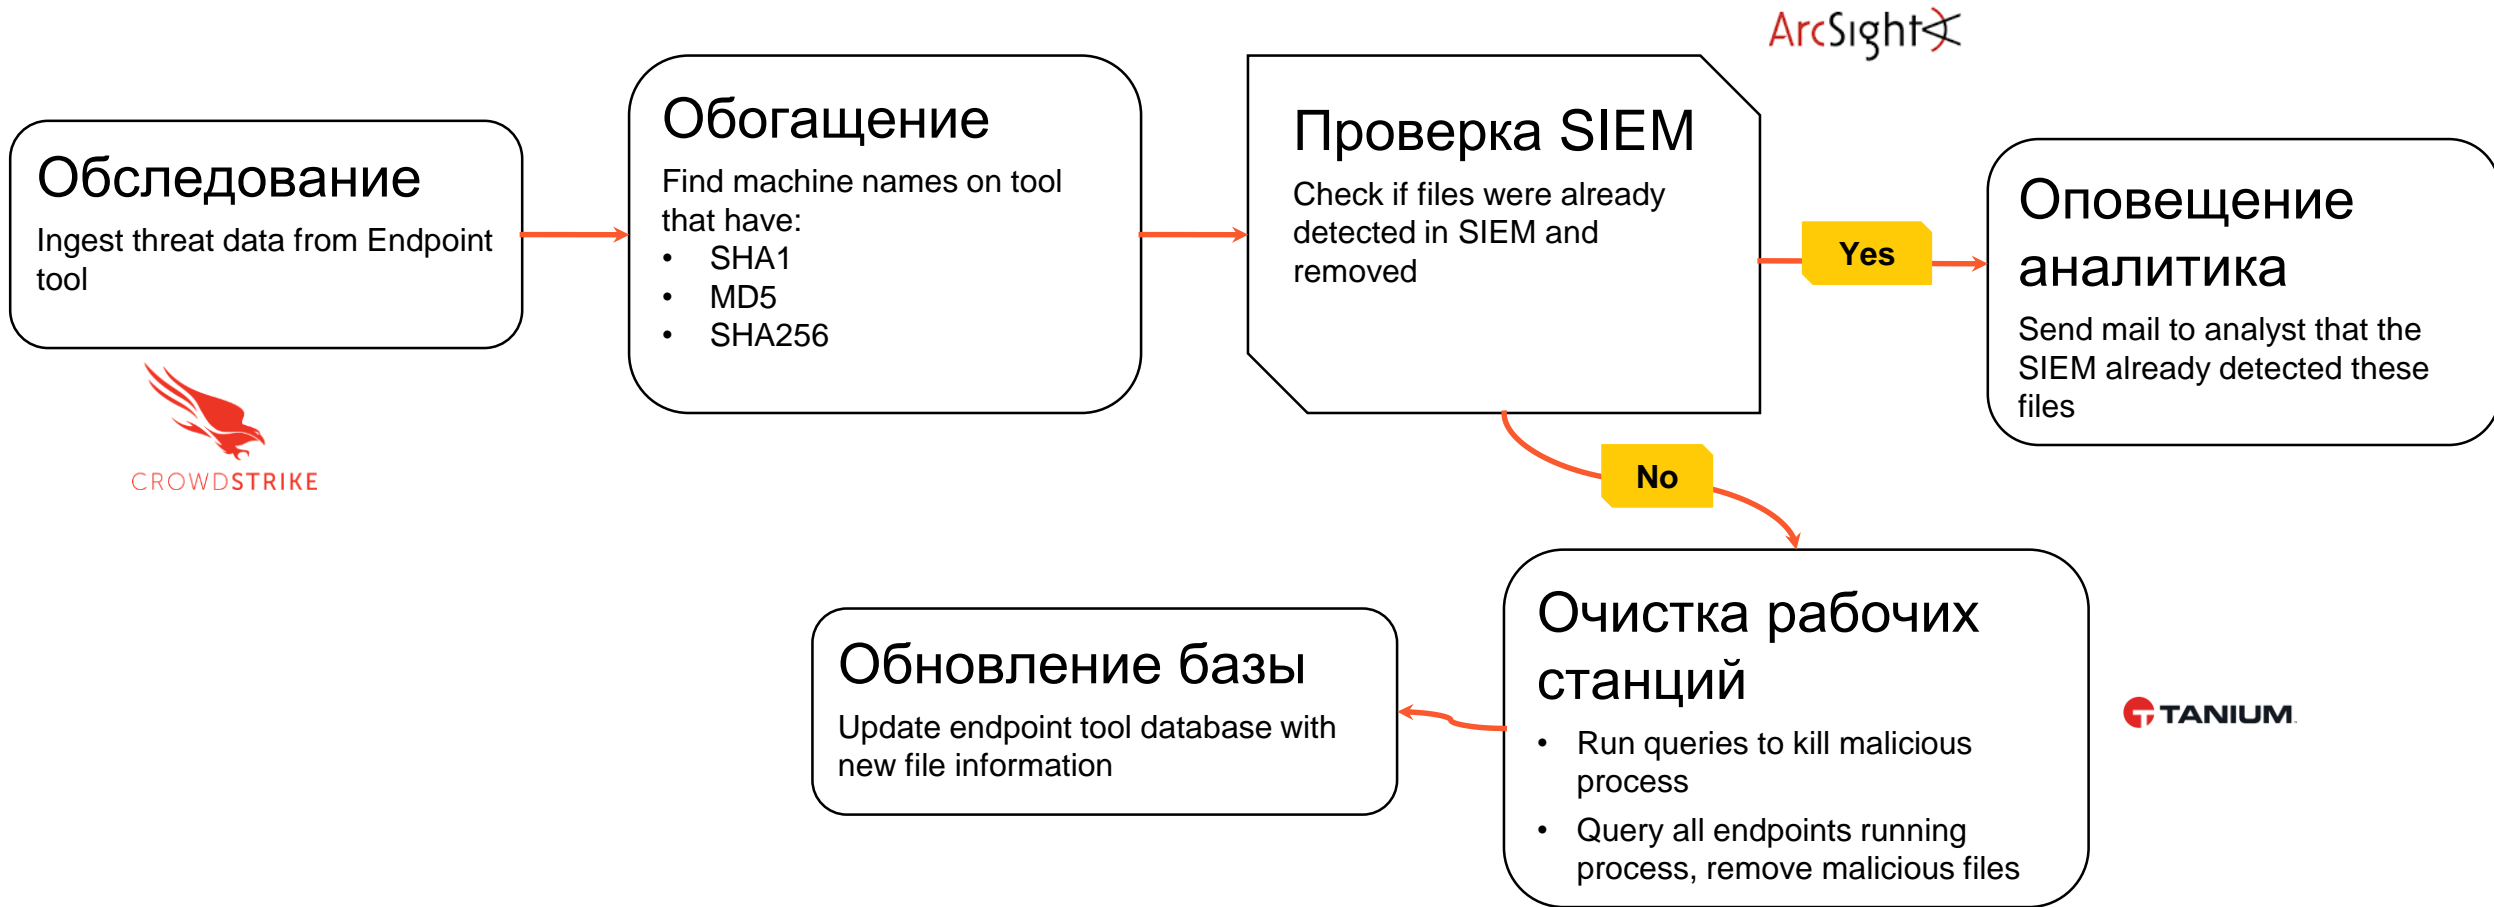 ArcSight
Обследование
Ingest threat data from Endpoint
tool
CROWDSTRIKE
Обогащение
Find machine names on tool
that have:
• SHA1
• MD5
• SHA256
Проверка SIEM
Check if files were already
detected in SIEM and
removed
Yes
Оповещение
аналитика
Send mail to analyst that the
SIEM already detected these
files
No
Очистка рабочих
станций
• Run queries to kill malicious
process
• Query all endpoints running
process, remove malicious files
TANIUM
Обновление базы
Update endpoint tool database with
new file information